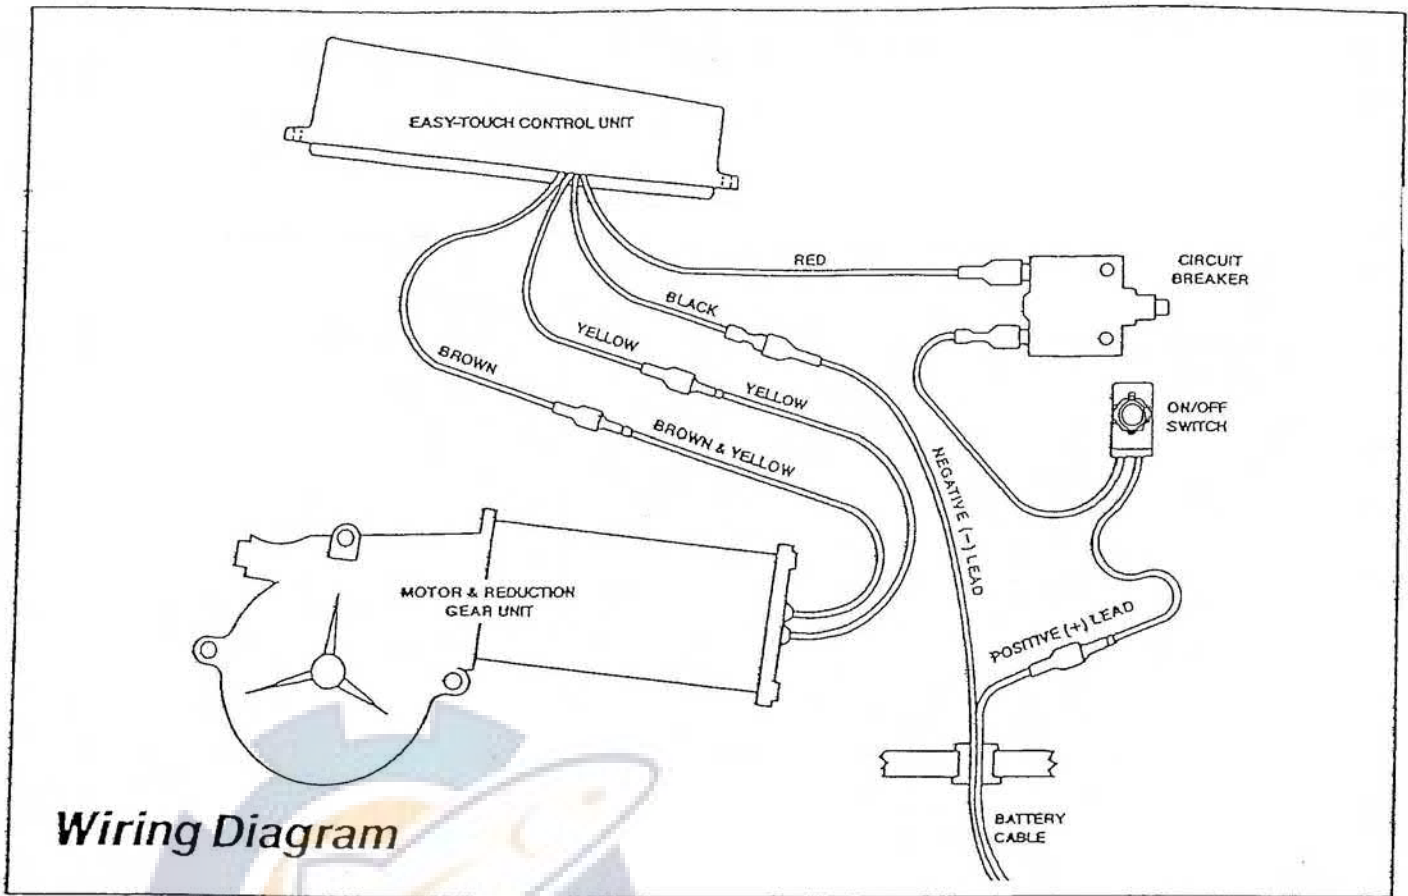 EASY-TOUCH CONTROL UNIT
RED
CIRCUIT
BREAKER
BLACK
YELLOW
BROWN
YELLOW
ON/OFF
SWITCH
BROWN & YELLOW
NEGATIVE (-) LEAD
MOTOR & REDUCTION
GEAR UNIT
POSITIVE (+) LEAD
BATTERY
CABLE
Wiring Diagram